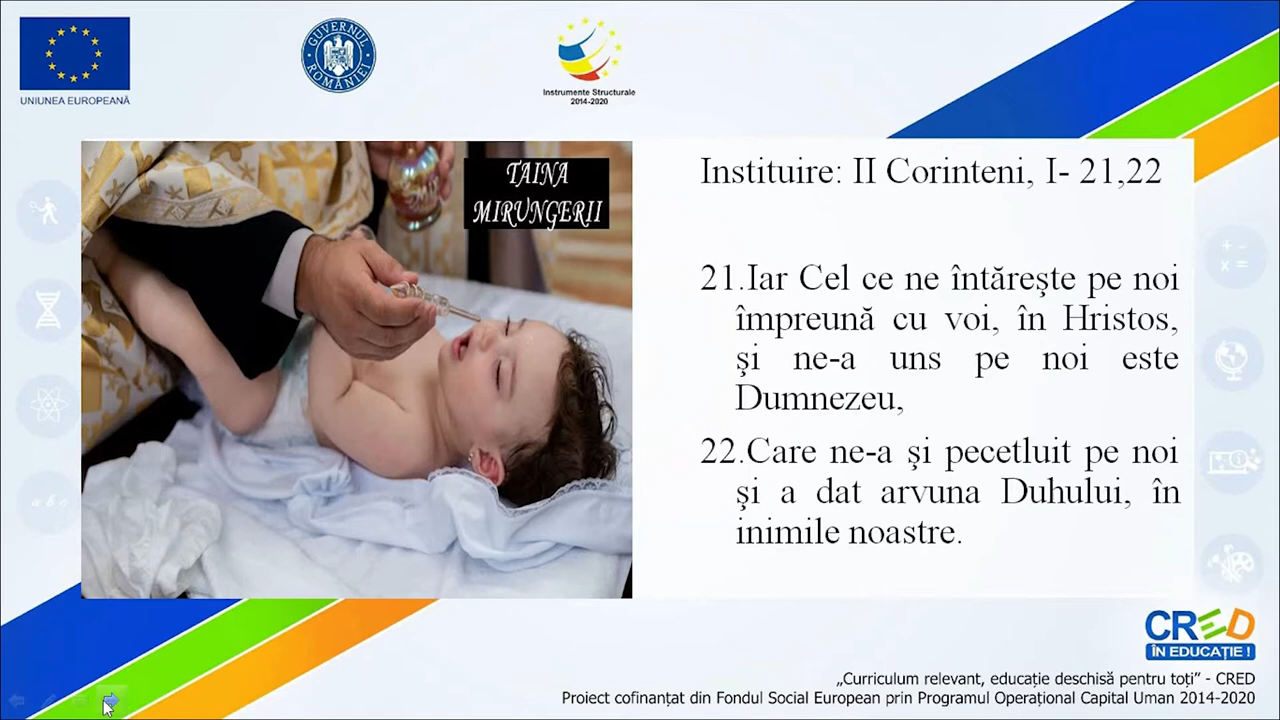 UNIUNEA EUROPEANĂ
GUVERNUL ROMÂNIEI
Instrumente Structurale
2014-2020
TAINA
MIRUNGERII
Instituire: II Corinteni, I- 21,22
21.Iar Cel ce ne întăreşte pe noi
împreună cu voi, în Hristos,
şi ne-a uns pe noi este
Dumnezeu,
22.Care ne-a şi pecetluit pe noi
şi a dat arvuna Duhului, în
inimile noastre.
+ -
x =
a b c
CRED
ÎN EDUCAȚIE !
„Curriculum relevant, educație deschisă pentru toți” - CRED
Proiect cofinanțat din Fondul Social European prin Programul Operațional Capital Uman 2014-2020